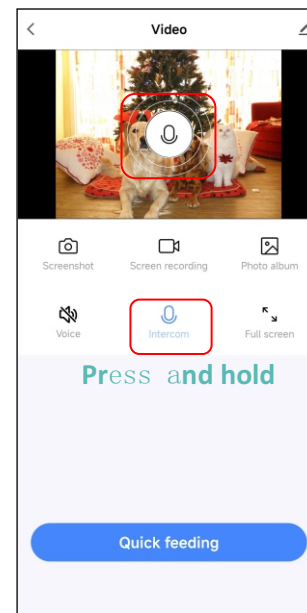 Video
Screenshot Screen recording Photo album
Voice Intercom Full screen
Press and hold
Quick feeding